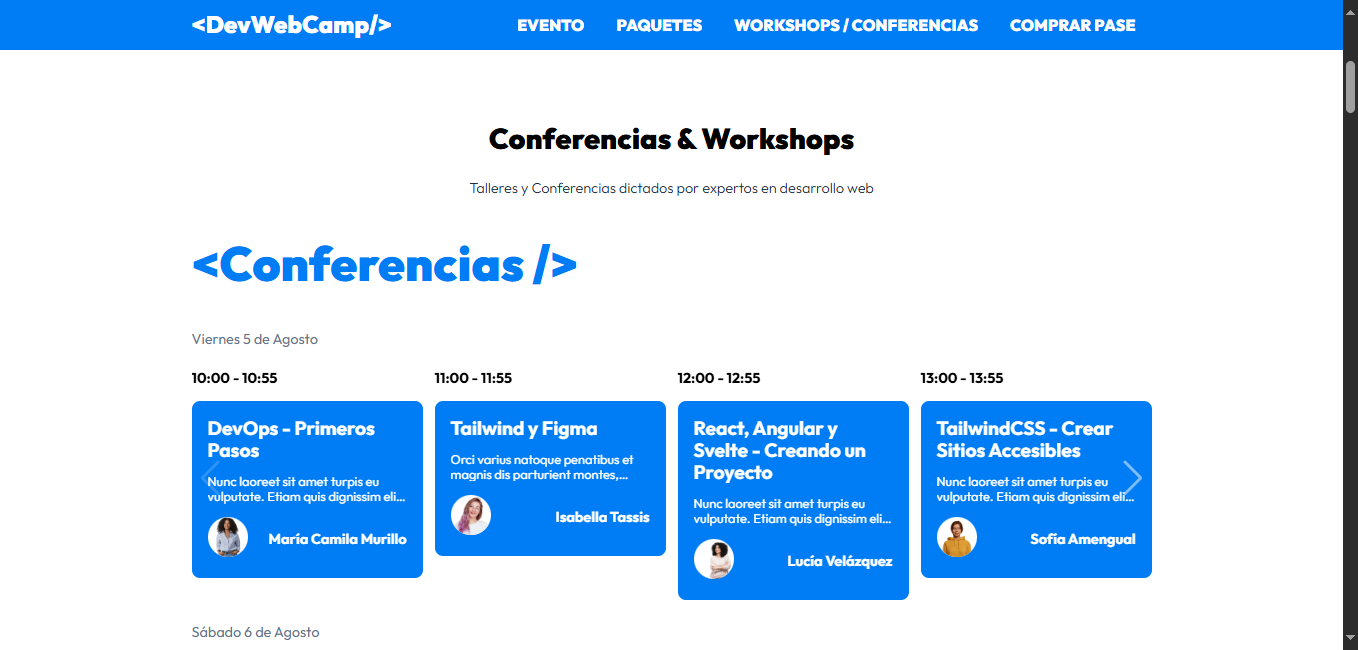 <DevWebCamp/>
EVENTO
PAQUETES
WORKSHOPS / CONFERENCIAS
COMPRAR PASE
Conferencias & Workshops
Talleres y Conferencias dictados por expertos en desarrollo web
<Conferencias />
Viernes 5 de Agosto
10:00 - 10:55
DevOps - Primeros
Pasos
Nunc laoreet sit amet turpis eu
vulputate. Etiam quis dignissim eli...
María Camila Murillo
11:00 - 11:55
Tailwind y Figma
Orci varius natoque penatibus et
magnis dis parturient montes,...
Isabella Tassis
12:00 - 12:55
React, Angular y
Svelte - Creando un
Proyecto
Nunc laoreet sit amet turpis eu
vulputate. Etiam quis dignissim eli...
Lucía Velázquez
13:00 - 13:55
TailwindCSS - Crear
Sitios Accesibles
Nunc laoreet sit amet turpis eu
vulputate. Etiam quis dignissim eli...
Sofía Amengual
Sábado 6 de Agosto